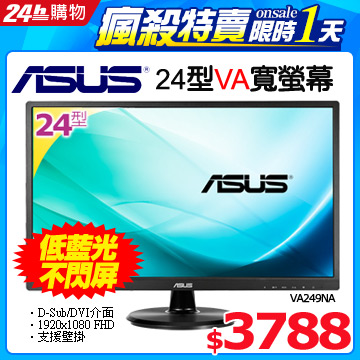 24h購物
瘋殺特賣
onsale
限時1天
ASUS® 24型VA寬螢幕
24型
ASUS
低藍光
不閃屏
ASUS
VA249NA
・D-Sub/DVI介面
・1920x1080 FHD
・支援壁掛
$3788